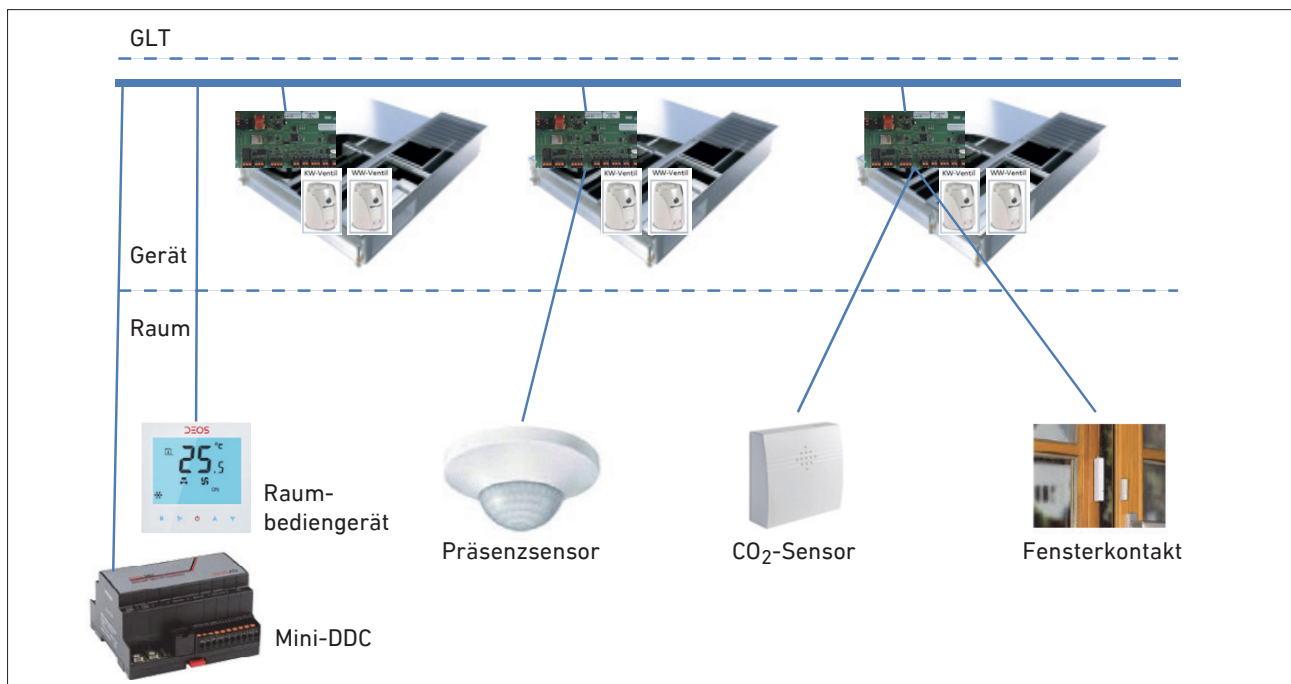 GLT
KW-Ventil
WW-Ventil
KW-Ventil
WW-Ventil
KW-Ventil
WW-Ventil
Gerät
Raum
DEOS
25.5 °C
ON
Raum-
bediengerät
Präsenzsensor
CO₂-Sensor
Fensterkontakt
Mini-DDC